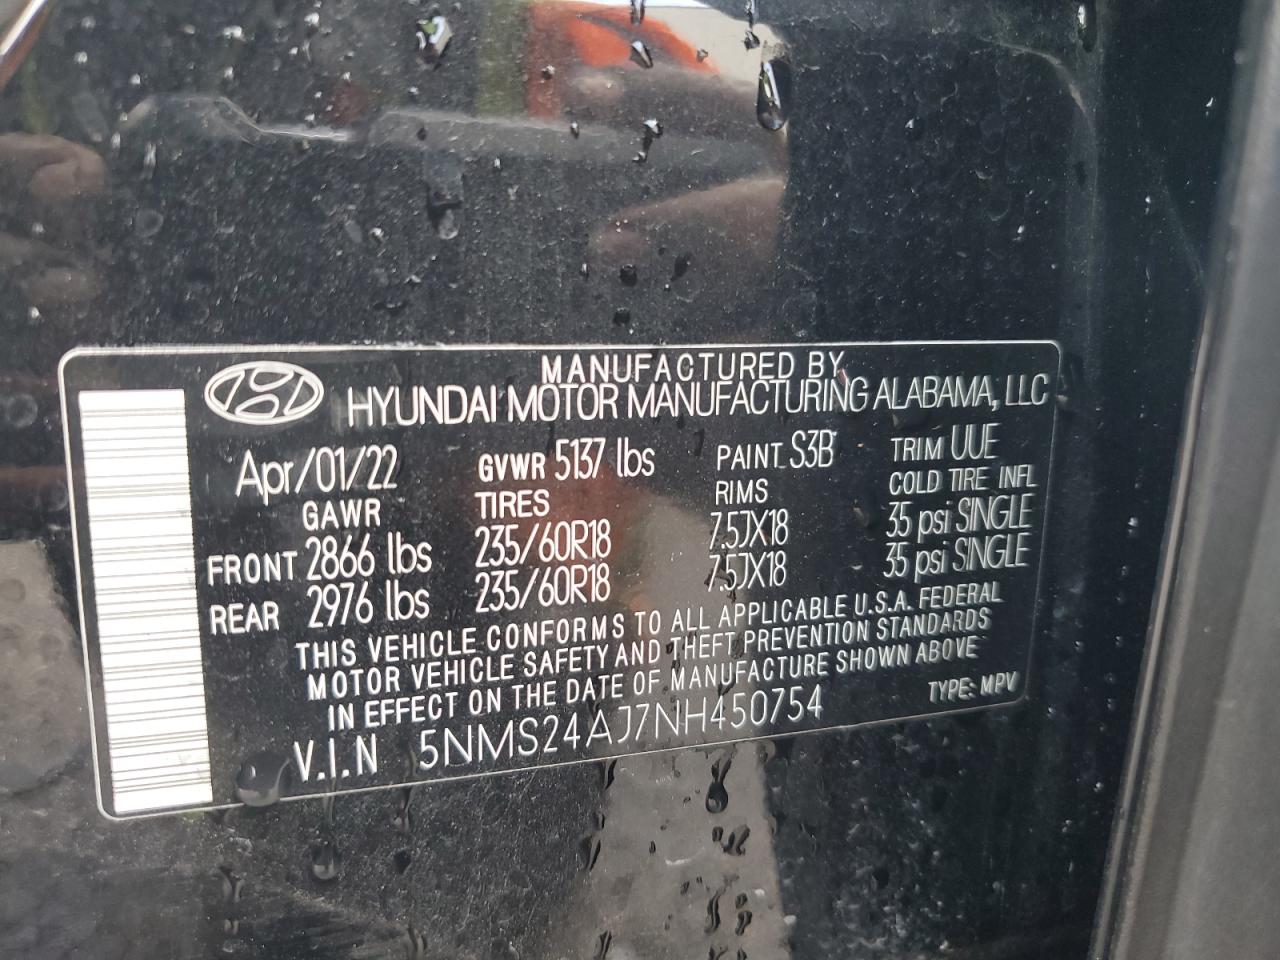 MANUFACTURED BY
HYUNDAI MOTOR MANUFACTURING ALABAMA, LLC
Apr/01/22 GVWR 5137 lbs PAINT S3B TRIM UUE
GAWR TIRES RIMS COLD TIRE INFL
FRONT 2866 lbs 235/60R18 7.5JX18 35 psi SINGLE
REAR 2976 lbs 235/60R18 7.5JX18 35 psi SINGLE
THIS VEHICLE CONFORMS TO ALL APPLICABLE U.S.A. FEDERAL
MOTOR VEHICLE SAFETY AND THEFT PREVENTION STANDARDS
IN EFFECT ON THE DATE OF MANUFACTURE SHOWN ABOVE
V.I.N 5NMS24AJ7NH450754 TYPE: MPV